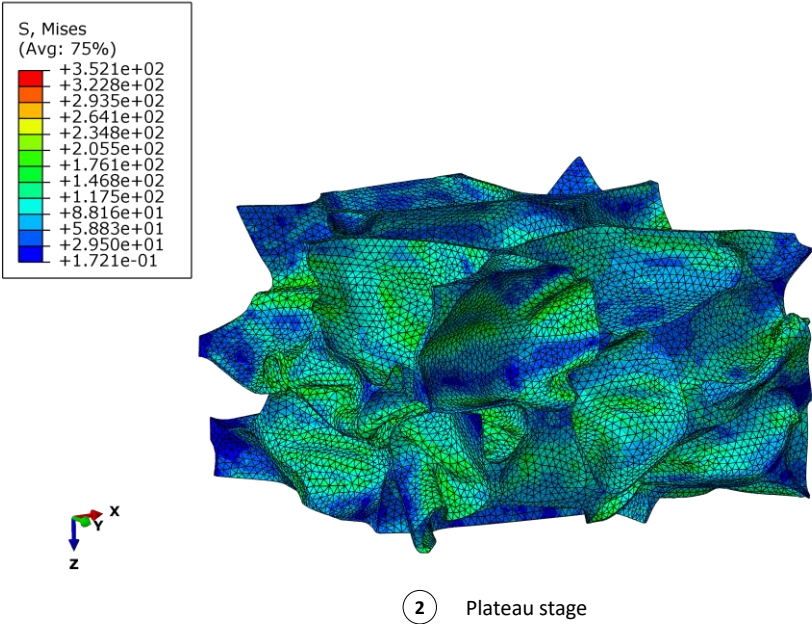 S, Mises
(Avg: 75%)
+3.521e+02
+3.228e+02
+2.935e+02
+2.641e+02
+2.348e+02
+2.055e+02
+1.761e+02
+1.468e+02
+1.175e+02
+8.816e+01
+5.883e+01
+2.950e+01
+1.721e-01
X
Y
Z
2 Plateau stage